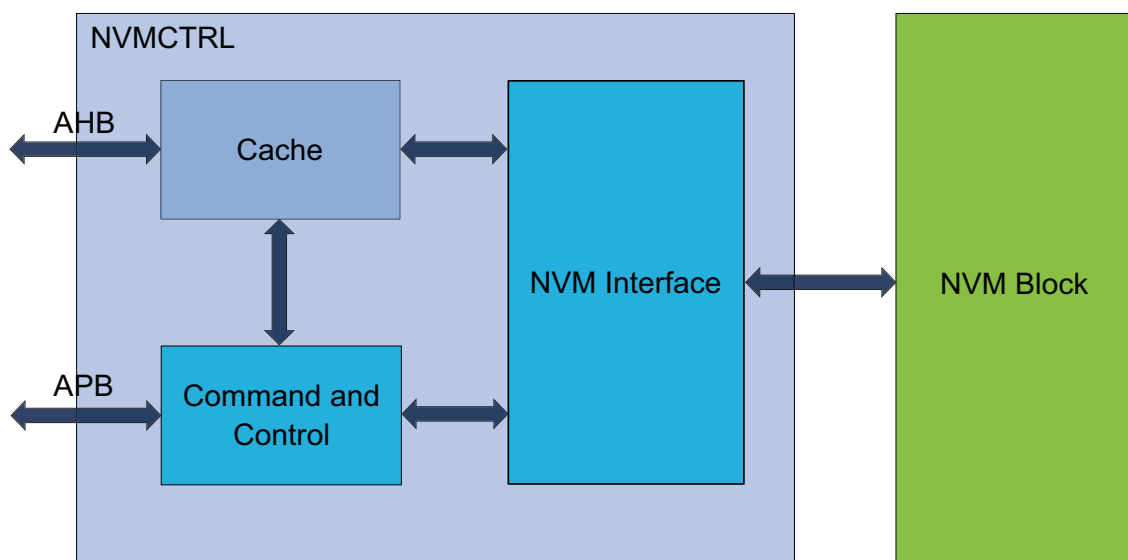 NVMCTRL
AHB
Cache
NVM Interface
NVM Block
APB
Command and
Control